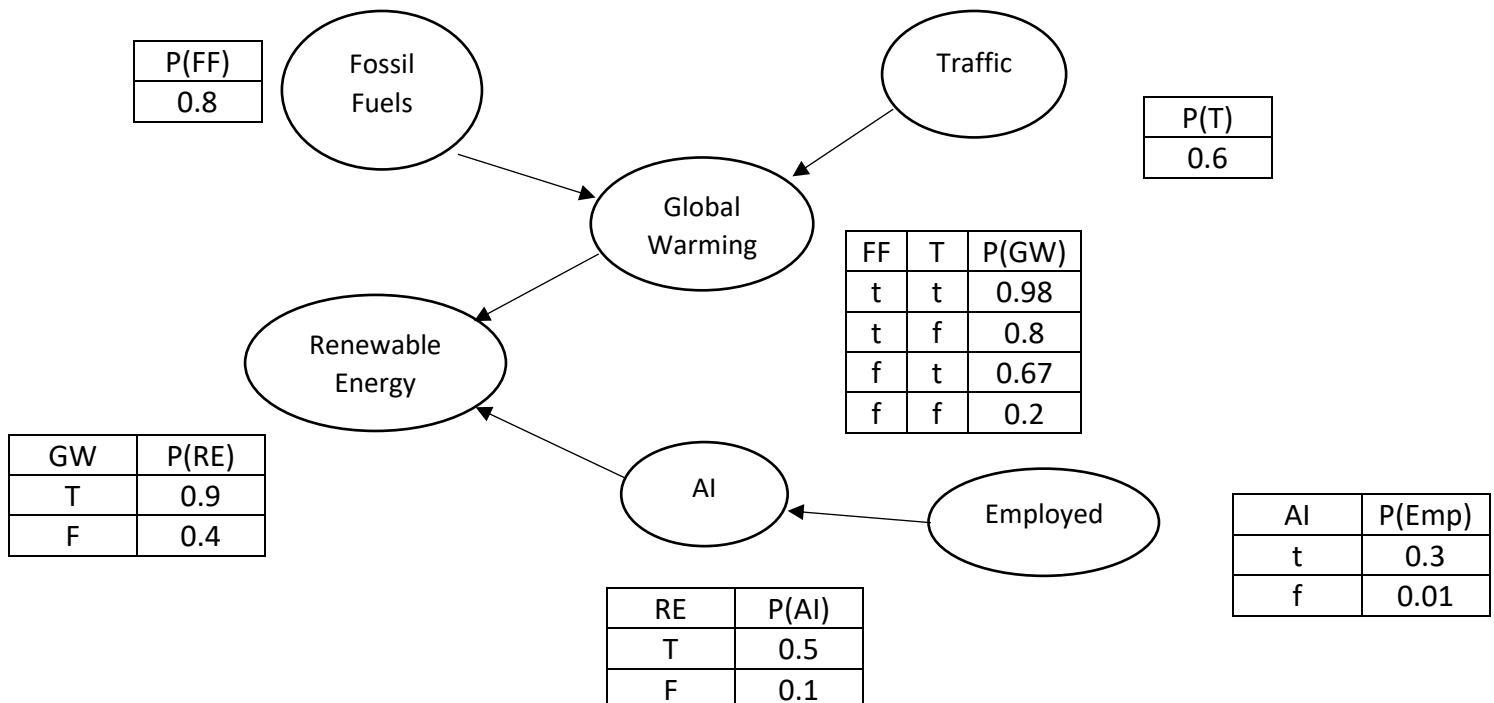 P(FF)
0.8
Fossil
Fuels
Traffic
P(T)
0.6
Global
Warming
FF T P(GW)
t t 0.98
t f 0.8
f t 0.67
f f 0.2
Renewable
Energy
GW P(RE)
T 0.9
F 0.4
AI
Employed
AI P(Emp)
t 0.3
f 0.01
RE P(AI)
T 0.5
F 0.1